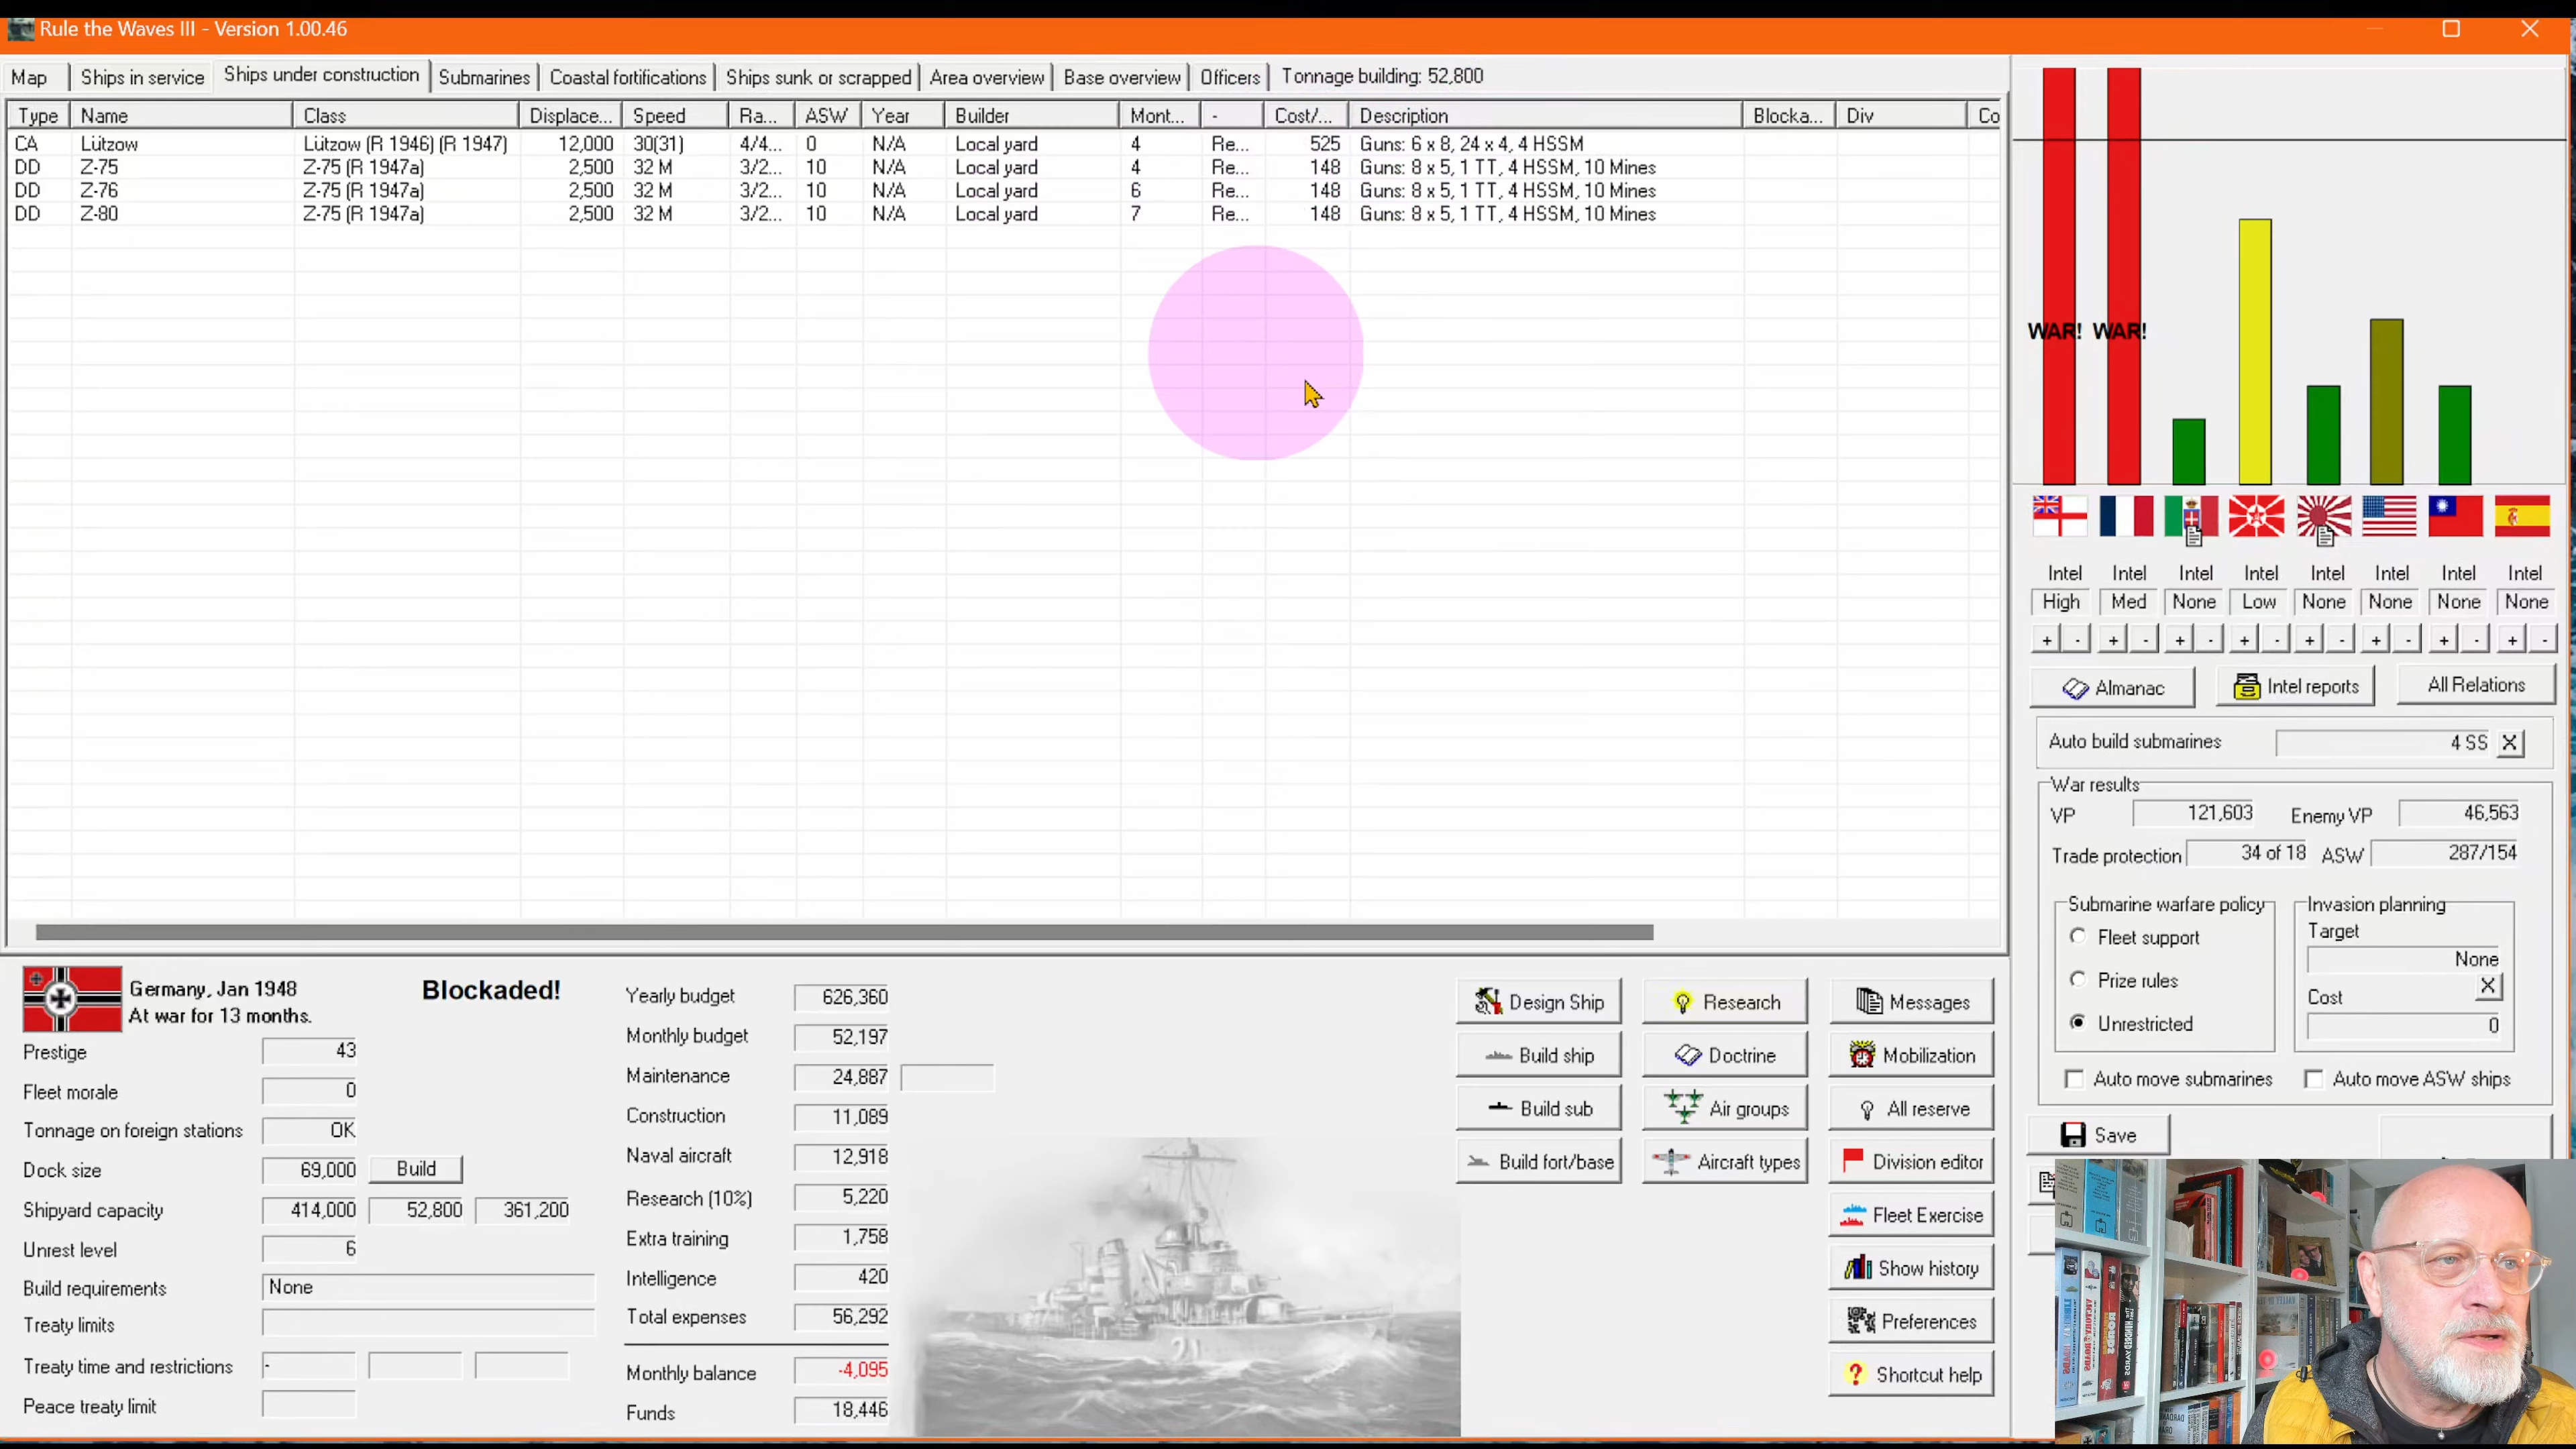 Rule the Waves III - Version 1.00.46
Map Ships in service Ships under construction Submarines Coastal fortifications Ships sunk or scrapped Area overview Base overview Officers Tonnage building: 52,800
Type Name Class Displace... Speed Ra... ASW Year Builder Mont... - Cost/... Description Blocka... Div Co
CA Lützow Lützow (R 1946) (R 1947) 12,000 30(31) 4/4... 0 N/A Local yard 4 Re... 525 Guns: 6 x 8, 24 x 4, 4 HSSM
DD Z-75 Z-75 (R 1947a) 2,500 32 M 3/2... 10 N/A Local yard 4 Re... 148 Guns: 8 x 5, 1 TT, 4 HSSM, 10 Mines
DD Z-76 Z-75 (R 1947a) 2,500 32 M 3/2... 10 N/A Local yard 6 Re... 148 Guns: 8 x 5, 1 TT, 4 HSSM, 10 Mines
DD Z-80 Z-75 (R 1947a) 2,500 32 M 3/2... 10 N/A Local yard 7 Re... 148 Guns: 8 x 5, 1 TT, 4 HSSM, 10 Mines
WAR! WAR!
Intel Intel Intel Intel Intel Intel Intel Intel
High Med None Low None None None None
+ - + - + - + - + - + - + - + -
Almanac Intel reports All Relations
Auto build submarines 4 SS X
War results
VP 121,603 Enemy VP 46,563
Trade protection 34 of 18 ASW 287/154
Submarine warfare policy
Fleet support
Prize rules
Unrestricted
Invasion planning
Target
None
X
Cost
0
Auto move submarines Auto move ASW ships
Save
Germany, Jan 1948
At war for 13 months.
Blockaded!
Prestige 43
Fleet morale 0
Tonnage on foreign stations OK
Dock size 69,000 Build
Shipyard capacity 414,000 52,800 361,200
Unrest level 6
Build requirements None
Treaty limits
Treaty time and restrictions -
Peace treaty limit
Yearly budget 626,360
Monthly budget 52,197
Maintenance 24,887
Construction 11,089
Naval aircraft 12,918
Research (10%) 5,220
Extra training 1,758
Intelligence 420
Total expenses 56,292
Monthly balance -4,095
Funds 18,446
21
Design Ship Research Messages
Build ship Doctrine Mobilization
Build sub Air groups All reserve
Build fort/base Aircraft types Division editor
Fleet Exercise
Show history
Preferences
? Shortcut help